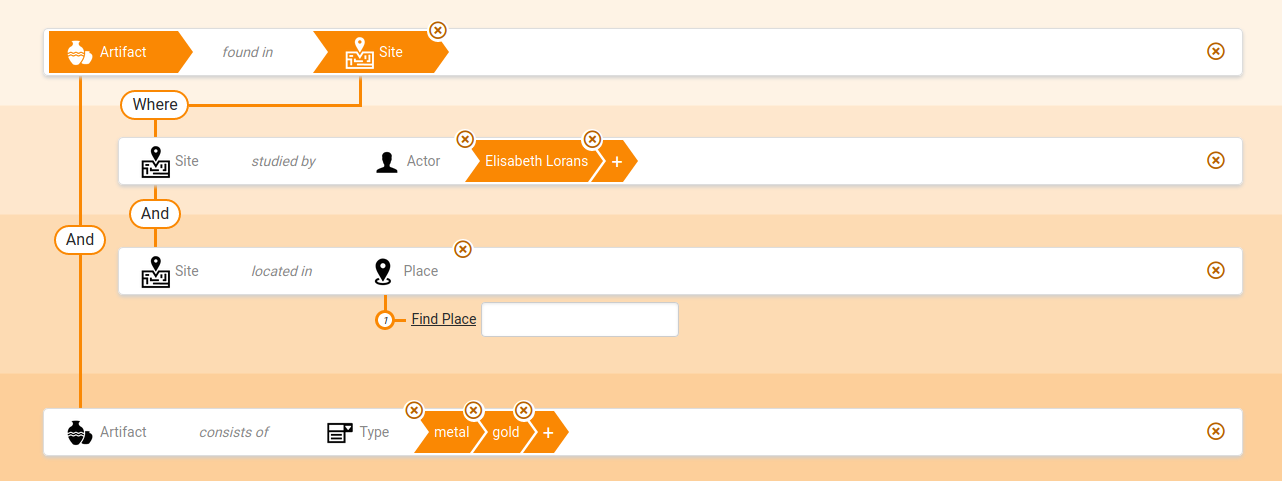 Artifact found in Site
Where
Site studied by Actor Elisabeth Lorans +
And
And
Site located in Place
1 Find Place
Artifact consists of Type metal gold +